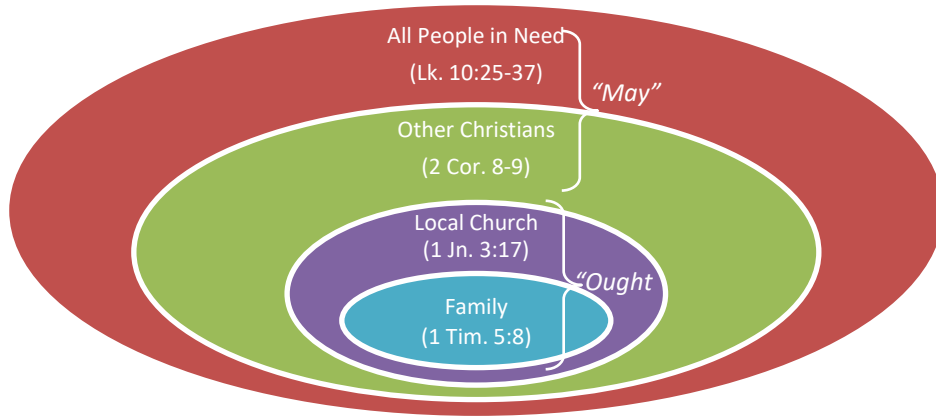 All People in Need
(Lk. 10:25-37)
“May”
Other Christians
(2 Cor. 8-9)
Local Church
(1 Jn. 3:17)
“Ought
Family
(1 Tim. 5:8)